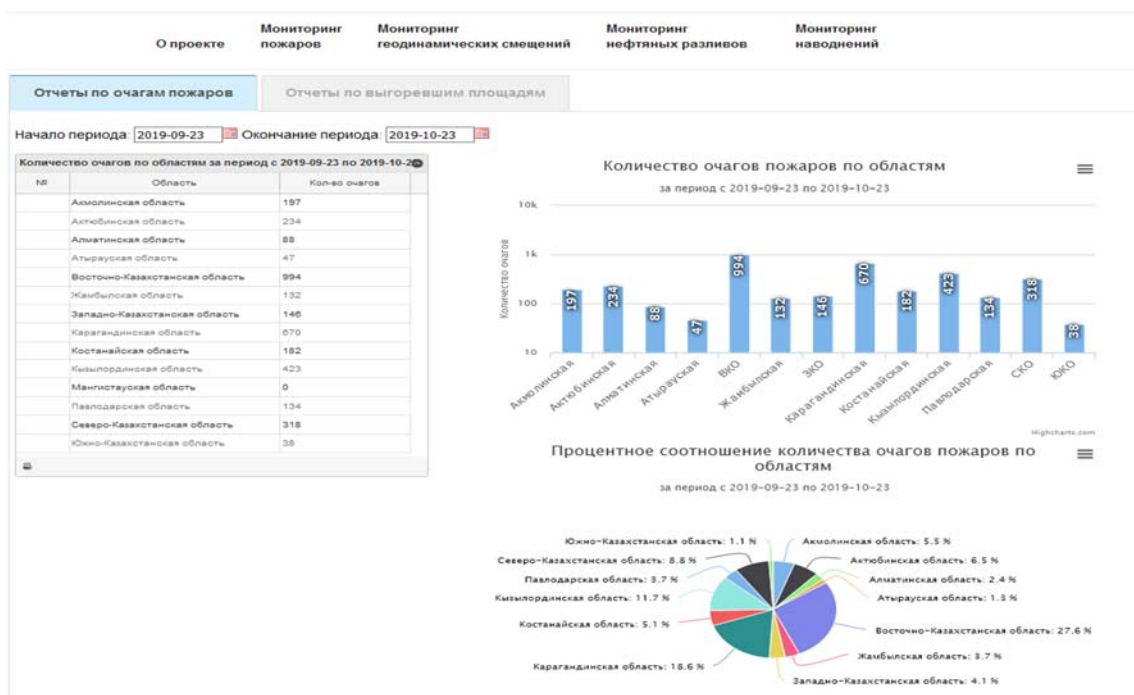 О проекте
Мониторинг
пожаров
Мониторинг
геодинамических смещений
Мониторинг
нефтяных разливов
Мониторинг
наводнений
Отчеты по очагам пожаров
Отчеты по выгоревшим площадям
Начало периода: 2019-09-23 Окончание периода: 2019-10-23
Количество очагов по областям за период с 2019-09-23 по 2019-10-2
№ Область Кол-во очагов
Акмолинская область 197
Актюбинская область 234
Алматинская область 88
Атырауская область 47
Восточно-Казахстанская область 994
Жамбылская область 132
Западно-Казахстанская область 146
Карагандинская область 670
Костанайская область 182
Кызылординская область 423
Мангистауская область 0
Павлодарская область 134
Северо-Казахстанская область 318
Южно-Казахстанская область 38
Количество очагов пожаров по областям
за период с 2019-09-23 по 2019-10-23
Количество очагов
10k
1k
100
10
197
234
88
47
994
132
146
670
182
423
134
318
38
Акмолинская
Актюбинская
Алматинская
Атырауская
ВКО
Жамбылская
ЗКО
Карагандинская
Костанайская
Кызылординская
Павлодарская
СКО
ЮКО
Highcharts.com
Процентное соотношение количества очагов пожаров по
областям
за период с 2019-09-23 по 2019-10-23
Южно-Казахстанская область: 1.1 %
Акмолинская область: 5.5 %
Северо-Казахстанская область: 8.8 %
Актюбинская область: 6.5 %
Павлодарская область: 3.7 %
Алматинская область: 2.4 %
Кызылординская область: 11.7 %
Атырауская область: 1.3 %
Костанайская область: 5.1 %
Восточно-Казахстанская область: 27.6 %
Жамбылская область: 3.7 %
Карагандинская область: 18.6 %
Западно-Казахстанская область: 4.1 %